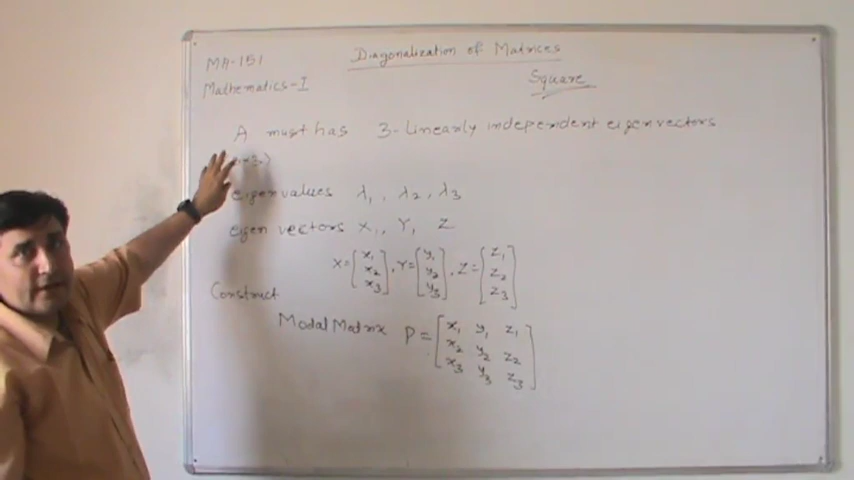 MA-151
Diagonalization of Matrices
Mathematics-I
Square
A must has 3-Linearly independent eigenvectors
eigenvalues λ₁, λ₂, λ₃
eigen vectors X, Y, Z
X=[x₁ x₂ x₃], Y=[y₁ y₂ y₃], Z=[z₁ z₂ z₃]
Construct
Modal Matrix P=[x₁ y₁ z₁
x₂ y₂ z₂
x₃ y₃ z₃]